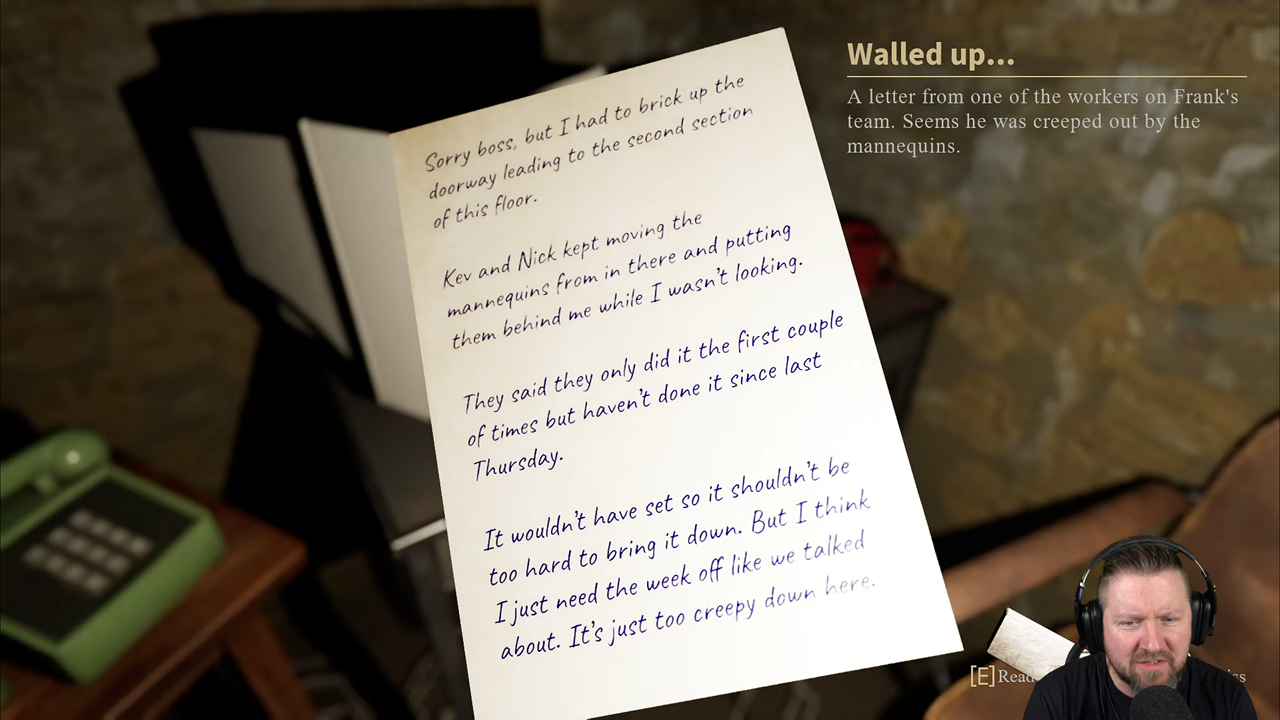 Walled up...
A letter from one of the workers on Frank's
team. Seems he was creeped out by the
mannequins.
Sorry boss, but I had to brick up the
doorway leading to the second section
of this floor.
Kev and Nick kept moving the
mannequins from in there and putting
them behind me while I wasn't looking.
They said they only did it the first couple
of times but haven't done it since last
Thursday.
It wouldn't have set so it shouldn't be
too hard to bring it down. But I think
I just need the week off like we talked
about. It's just too creepy down here.
[E] Read